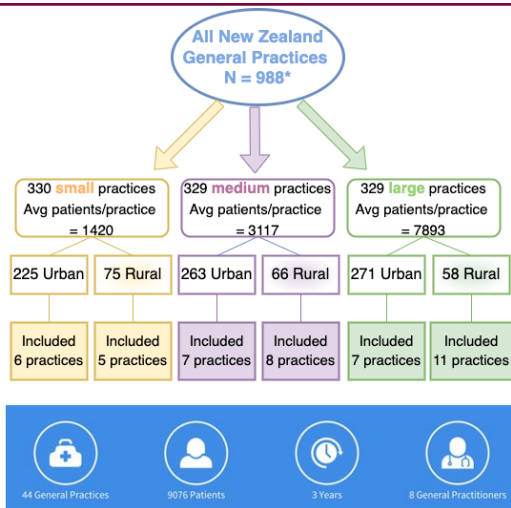 All New Zealand
General Practices
N = 988*
330 small practices
Avg patients/practice
= 1420
329 medium practices
Avg patients/practice
= 3117
329 large practices
Avg patients/practice
= 7893
225 Urban
75 Rural
263 Urban
66 Rural
271 Urban
58 Rural
Included
6 practices
Included
5 practices
Included
7 practices
Included
8 practices
Included
7 practices
Included
11 practices
44 General Practices
9076 Patients
3 Years
8 General Practitioners